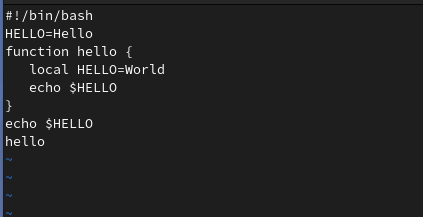 #!/bin/bash
HELLO=Hello
function hello {
   local HELLO=World
   echo $HELLO
}
echo $HELLO
hello
~
~
~
~